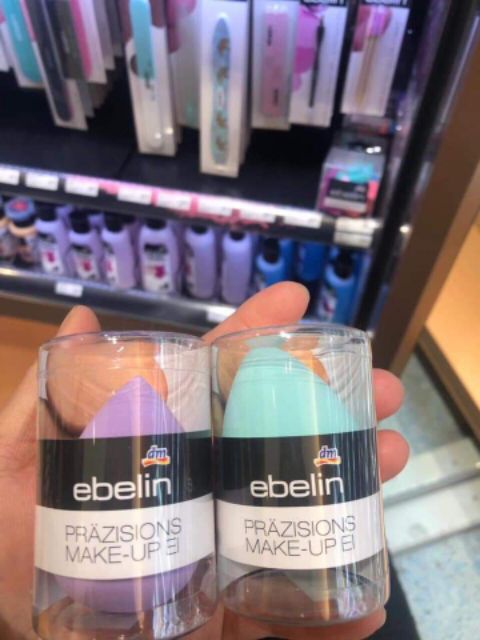 dm
ebelin
PRÄZISIONS
MAKE-UP EI
dm
ebelin
PRÄZISIONS
MAKE-UP EI